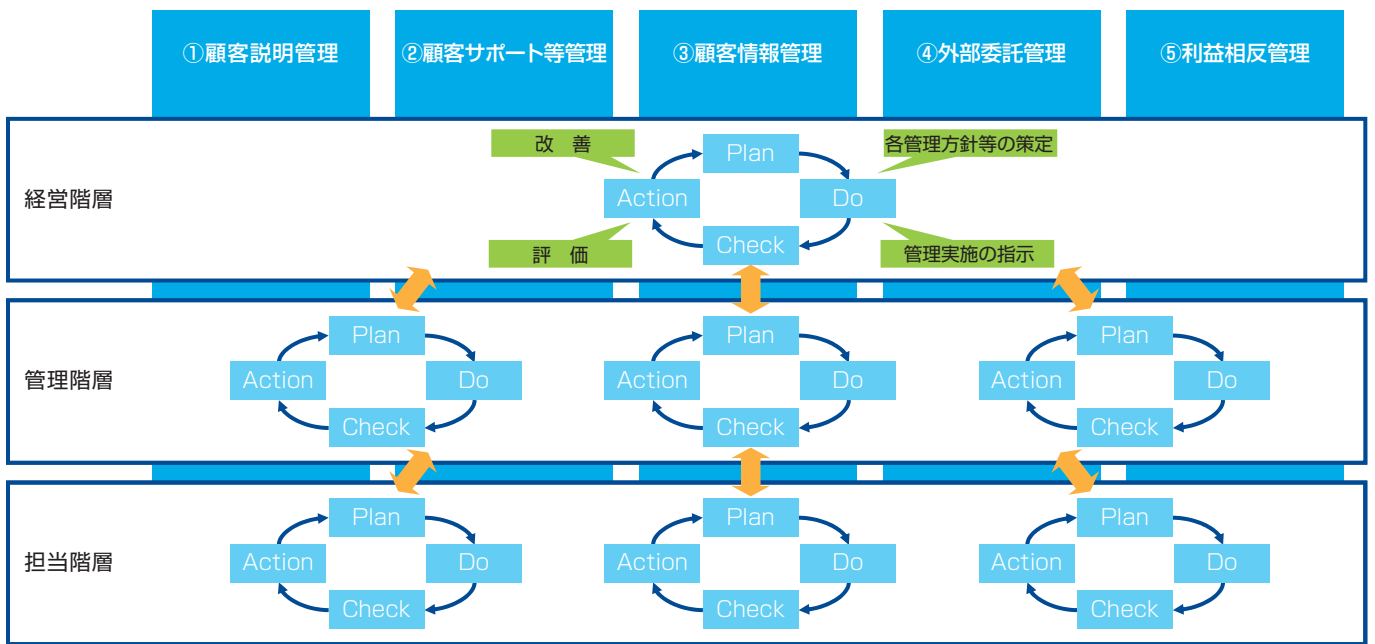 ①顧客説明管理
②顧客サポート等管理
③顧客情報管理
④外部委託管理
⑤利益相反管理
経営階層
改　善
Plan
各管理方針等の策定
Action
Do
評　価
Check
管理実施の指示
管理階層
Plan
Action
Do
Check
Plan
Action
Do
Check
Plan
Action
Do
Check
担当階層
Plan
Action
Do
Check
Plan
Action
Do
Check
Plan
Action
Do
Check